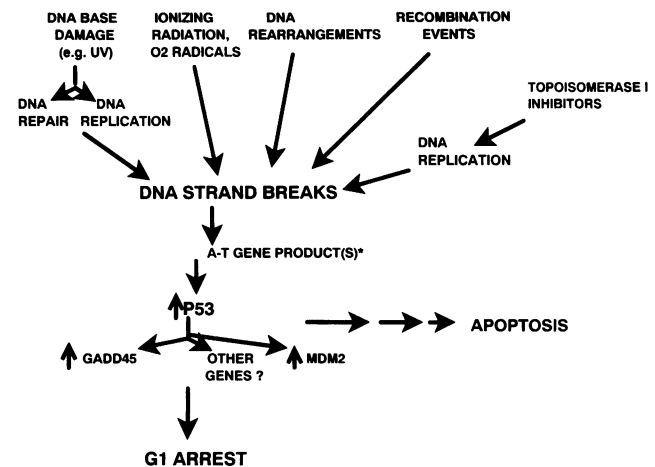 DNA BASE
DAMAGE
(e.g. UV)
IONIZING
RADIATION,
O2 RADICALS
DNA
REARRANGEMENTS
RECOMBINATION
EVENTS
TOPOISOMERASE I
INHIBITORS
DNA
REPAIR
DNA
REPLICATION
DNA
REPLICATION
DNA STRAND BREAKS
A-T GENE PRODUCT(S)*
P53
APOPTOSIS
GADD45
OTHER
GENES ?
MDM2
G1 ARREST